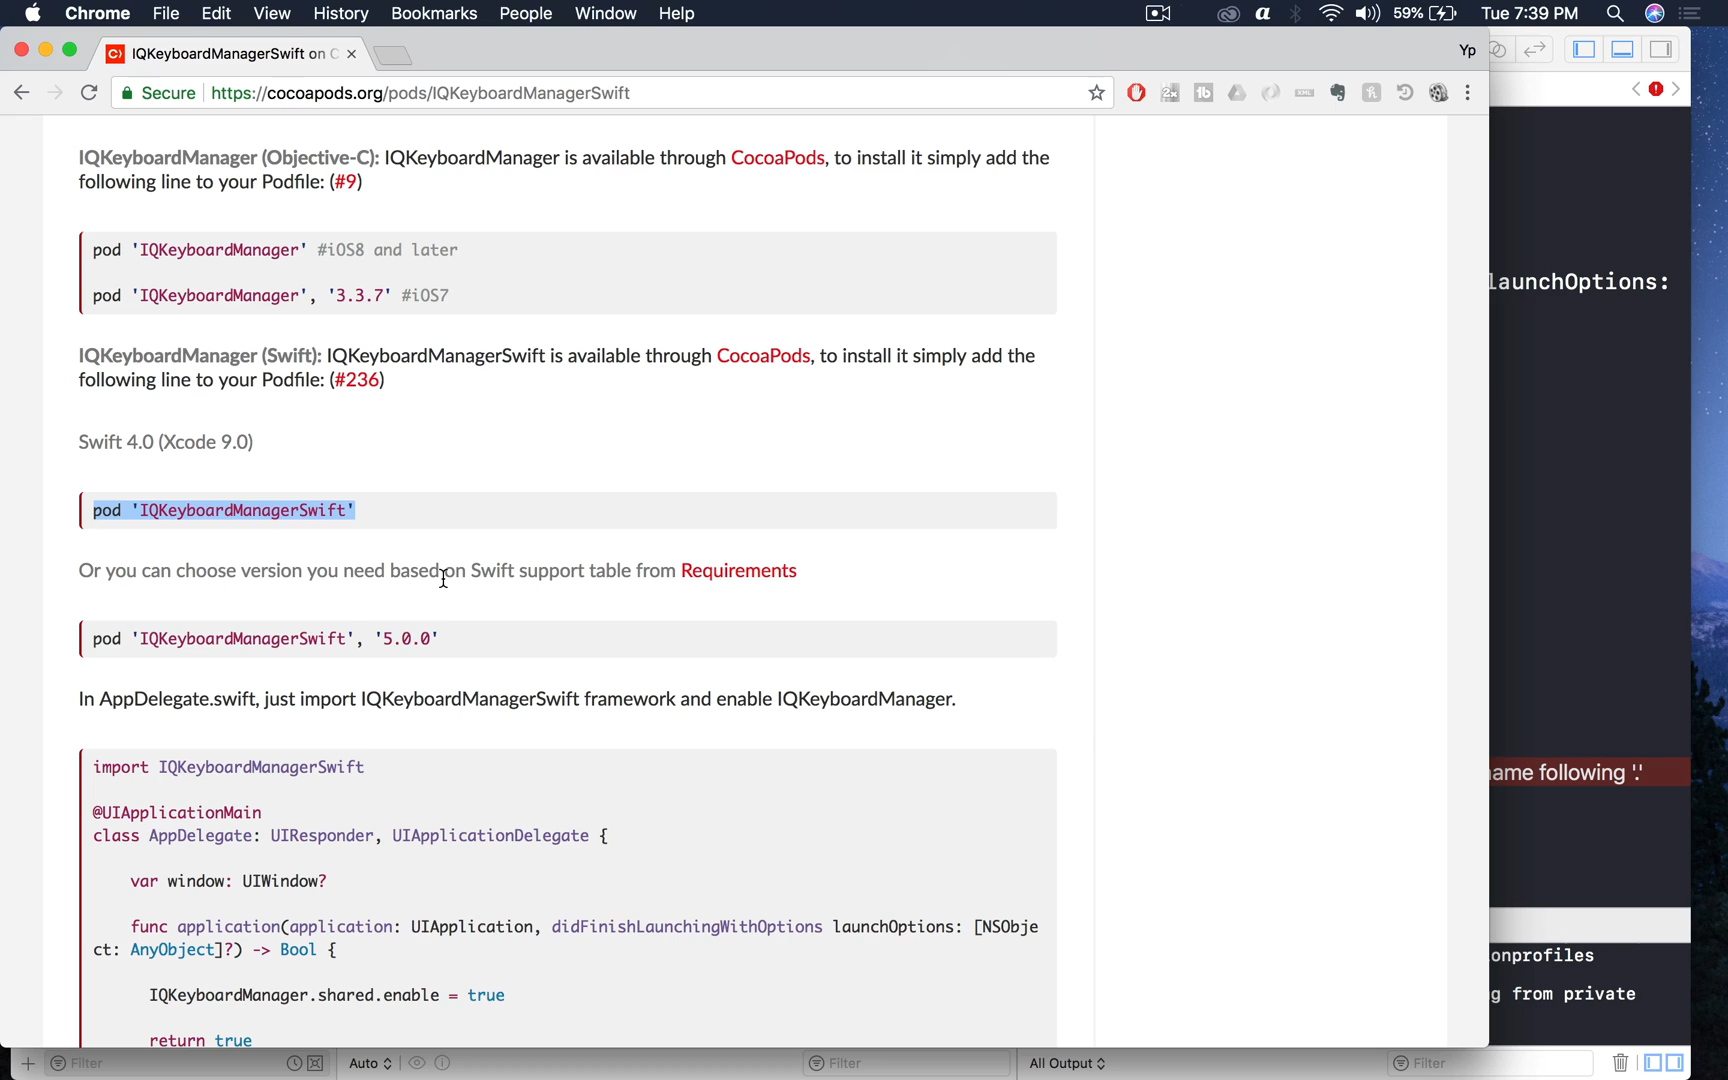 Chrome File Edit View History Bookmarks People Window Help 59% Tue 7:39 PM
IQKeyboardManagerSwift on C Yp
Secure https://cocoapods.org/pods/IQKeyboardManagerSwift
IQKeyboardManager (Objective-C): IQKeyboardManager is available through CocoaPods, to install it simply add the
following line to your Podfile: (#9)
pod 'IQKeyboardManager' #iOS8 and later
pod 'IQKeyboardManager', '3.3.7' #iOS7
launchOptions:
IQKeyboardManager (Swift): IQKeyboardManagerSwift is available through CocoaPods, to install it simply add the
following line to your Podfile: (#236)
Swift 4.0 (Xcode 9.0)
pod 'IQKeyboardManagerSwift'
Or you can choose version you need based on Swift support table from Requirements
pod 'IQKeyboardManagerSwift', '5.0.0'
In AppDelegate.swift, just import IQKeyboardManagerSwift framework and enable IQKeyboardManager.
import IQKeyboardManagerSwift
ame following '.'
@UIApplicationMain
class AppDelegate: UIResponder, UIApplicationDelegate {
var window: UIWindow?
func application(application: UIApplication, didFinishLaunchingWithOptions launchOptions: [NSObje
ct: AnyObject]?) -> Bool {
onprofiles
IQKeyboardManager.shared.enable = true
g from private
return true
Filter Auto Filter All Output Filter